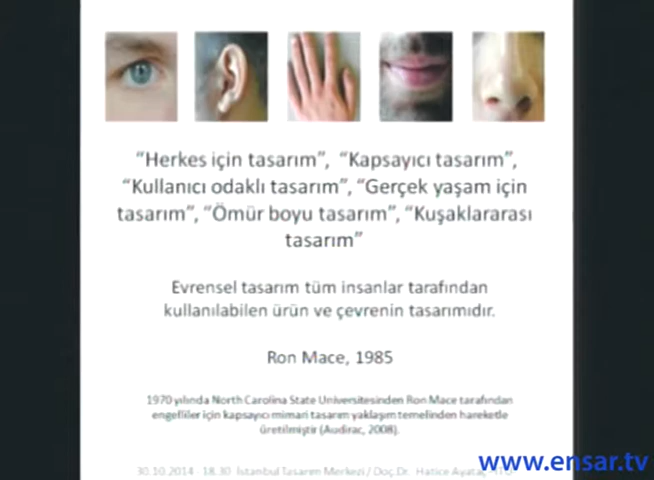 “Herkes için tasarım”, “Kapsayıcı tasarım”,
“Kullanıcı odaklı tasarım”, “Gerçek yaşam için
tasarım”, “Ömür boyu tasarım”, “Kuşaklararası
tasarım”
Evrensel tasarım tüm insanlar tarafından
kullanılabilen ürün ve çevrenin tasarımıdır.
Ron Mace, 1985
1970 yılında North Carolina State Universitesinden Ron Mace tarafından
engelliler için kapsayıcı mimari tasarım yaklaşım temelinden hareketle
üretilmiştir (Audirac, 2008).
30.10.2014 - 18.30 İstanbul Tasarım Merkezi / Doç.Dr. Hatice Ayataç
www.ensar.tv